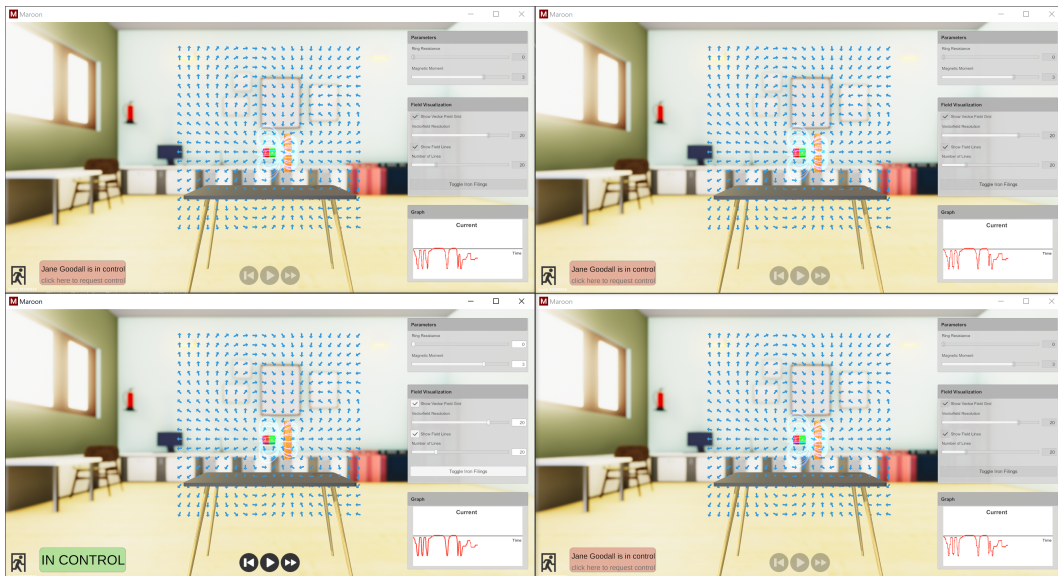 M Maroon
Parameters
Ring Resistance
0
Magnetic Moment
3
Field Visualization
Show Vector Field Grid
Vectorfield Resolution
20
Show Field Lines
Number of Lines
20
Toggle Iron Filings
Graph
Current
Time
Jane Goodall is in control
click here to request control
M Maroon
Parameters
Ring Resistance
0
Magnetic Moment
3
Field Visualization
Show Vector Field Grid
Vectorfield Resolution
20
Show Field Lines
Number of Lines
20
Toggle Iron Filings
Graph
Current
Time
Jane Goodall is in control
click here to request control
M Maroon
Parameters
Ring Resistance
0
Magnetic Moment
3
Field Visualization
Show Vector Field Grid
Vectorfield Resolution
20
Show Field Lines
Number of Lines
20
Toggle Iron Filings
Graph
Current
Time
IN CONTROL
M Maroon
Parameters
Ring Resistance
0
Magnetic Moment
3
Field Visualization
Show Vector Field Grid
Vectorfield Resolution
20
Show Field Lines
Number of Lines
20
Toggle Iron Filings
Graph
Current
Time
Jane Goodall is in control
click here to request control